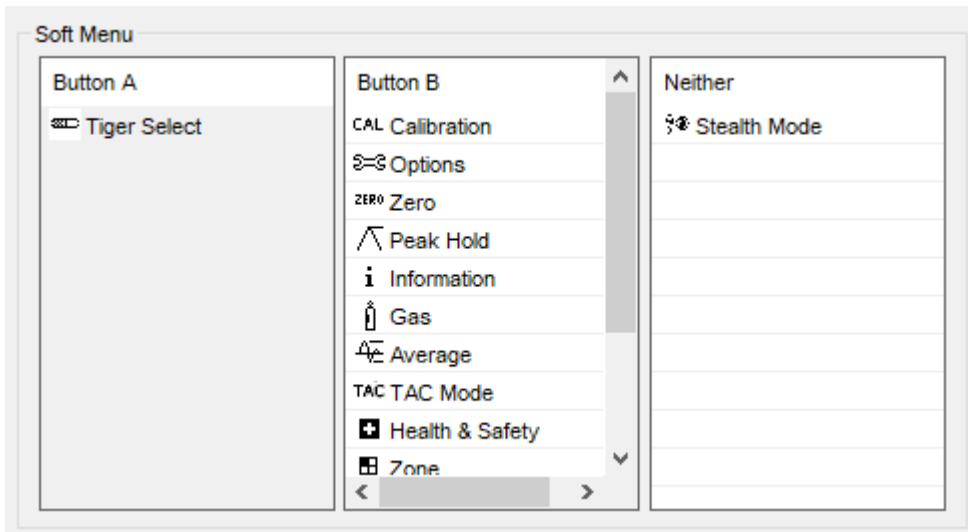 Soft Menu
Button A
Tiger Select
Button B
CAL Calibration
Options
ZERO Zero
Peak Hold
i Information
Gas
Average
TAC TAC Mode
Health & Safety
Zone
Neither
Stealth Mode